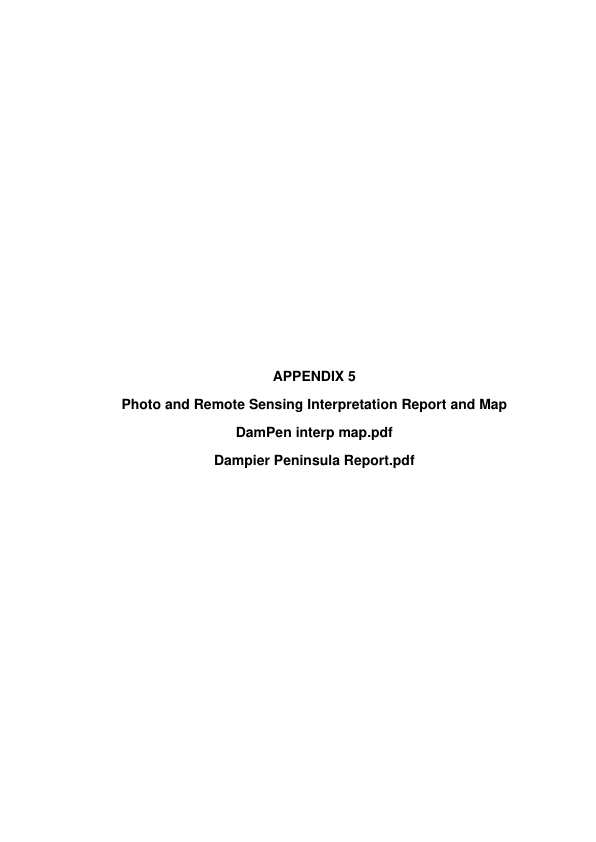 APPENDIX 5
Photo and Remote Sensing Interpretation Report and Map
DamPen interp map.pdf
Dampier Peninsula Report.pdf